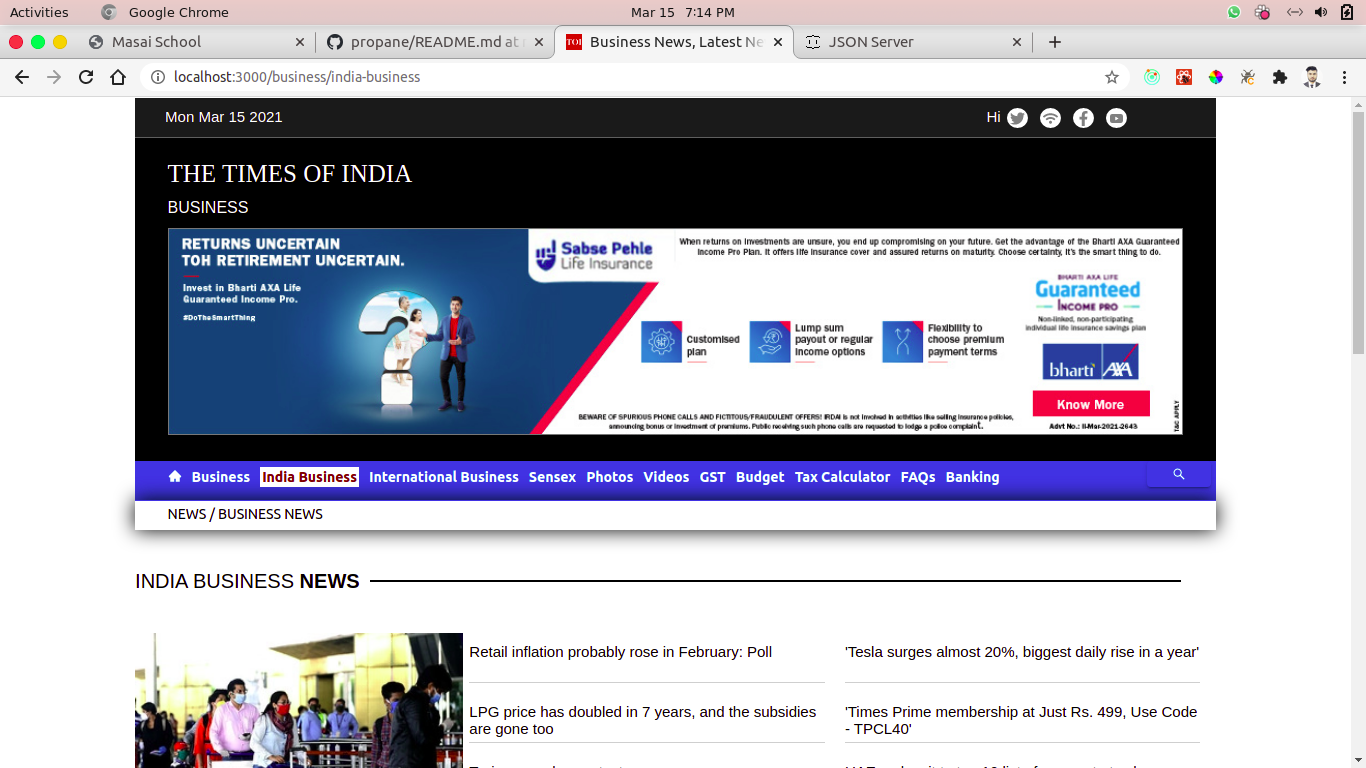 Activities Google Chrome Mar 15 7:14 PM
Masai School propane/README.md at Business News, Latest Ne JSON Server
localhost:3000/business/india-business
Mon Mar 15 2021 Hi
THE TIMES OF INDIA
BUSINESS
RETURNS UNCERTAIN
TOH RETIREMENT UNCERTAIN.
Invest in Bharti AXA Life
Guaranteed Income Pro.
#DoTheSmartThing
Sabse Pehle
Life Insurance
When returns on investments are unsure, you end up compromising on your future. Get the advantage of the Bharti AXA Guaranteed
Income Pro Plan. It offers life insurance cover and assured returns on maturity. Choose certainty, it's the smart thing to do.
Customised
plan
Lump sum
payout or regular
income options
Flexibility to
choose premium
payment terms
BHARTI AXA LIFE
Guaranteed
INCOME PRO
Non-linked, non-participating
individual life insurance savings plan
bharti AXA
Know More
Advt No.: II-Mar-2021-2643
T&C APPLY
BEWARE OF SPURIOUS PHONE CALLS AND FICTITOUS/FRAUDULENT OFFERS! IRDAI is not involved in activities like selling insurance policies,
announcing bonus or investment of premiums. Public receiving such phone calls are requested to lodge a police complaint.
Business India Business International Business Sensex Photos Videos GST Budget Tax Calculator FAQs Banking
NEWS / BUSINESS NEWS
INDIA BUSINESS NEWS
Retail inflation probably rose in February: Poll
LPG price has doubled in 7 years, and the subsidies
are gone too
'Tesla surges almost 20%, biggest daily rise in a year'
'Times Prime membership at Just Rs. 499, Use Code
- TPCL40'